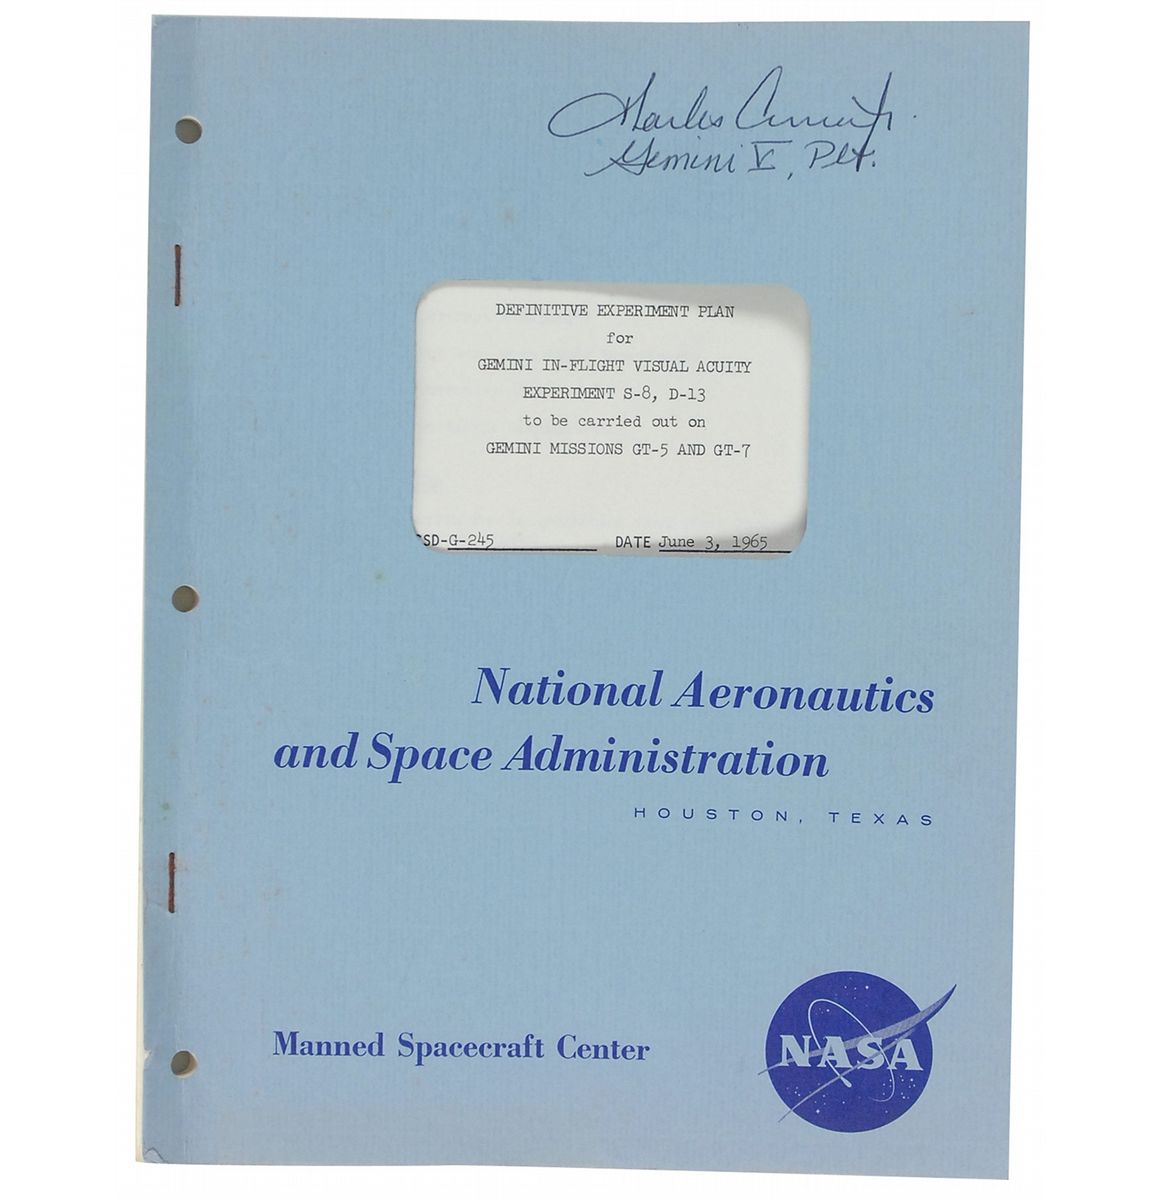 Charles Conrad Jr.
Gemini V, Plt.
DEFINITIVE EXPERIMENT PLAN
for
GEMINI IN-FLIGHT VISUAL ACUITY
EXPERIMENT S-8, D-13
to be carried out on
GEMINI MISSIONS GT-5 AND GT-7
SD-G-245 DATE June 3, 1965
National Aeronautics
and Space Administration
HOUSTON, TEXAS
Manned Spacecraft Center
NASA